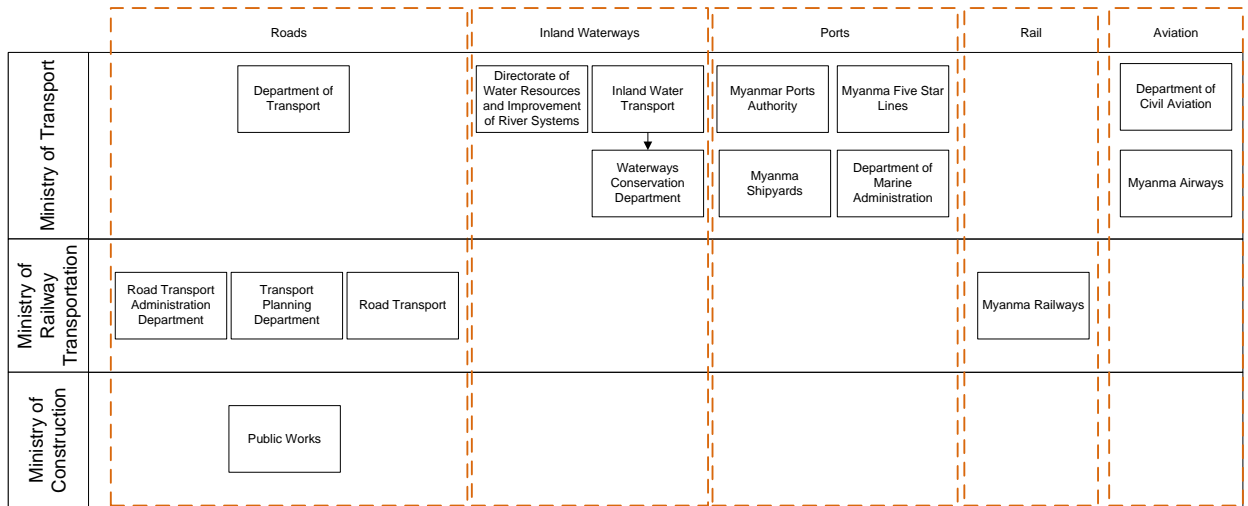 Roads
Inland Waterways
Ports
Rail
Aviation
Ministry of Transport
Department of
Transport
Directorate of
Water Resources
and Improvement
of River Systems
Inland Water
Transport
Myanmar Ports
Authority
Myanma Five Star
Lines
Department of
Civil Aviation
Waterways
Conservation
Department
Myanma
Shipyards
Department of
Marine
Administration
Myanma Airways
Ministry of
Railway
Transportation
Road Transport
Administration
Department
Transport
Planning
Department
Road Transport
Myanma Railways
Ministry of
Construction
Public Works